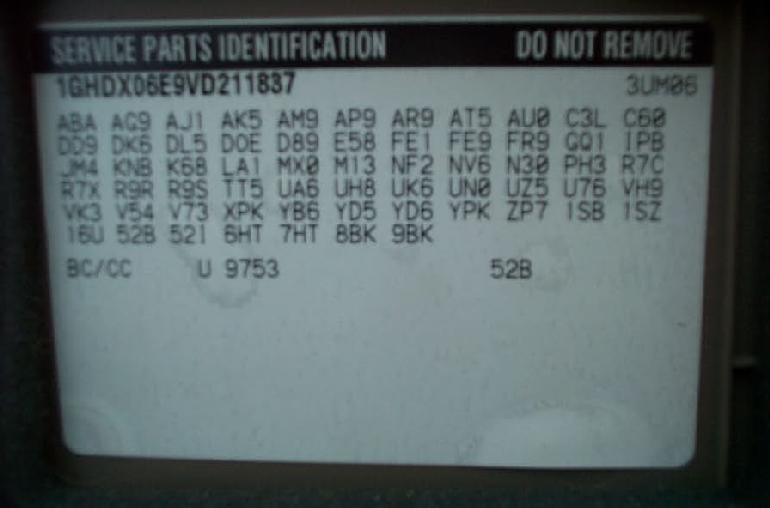 SERVICE PARTS IDENTIFICATION DO NOT REMOVE
1GHDX06E9VD211837 3UM06
ABA AG9 AJ1 AK5 AM9 AP9 AR9 AT5 AU0 C3L C60
DD9 DK6 DL5 DOE D89 E58 FE1 FE9 FR9 GQ1 IPB
JM4 KNB K68 LA1 MX0 M13 NF2 NV6 N30 PH3 R7C
R7X R9R R9S TT5 UA6 UH8 UK6 UN0 UZ5 U76 VH9
VK3 V54 V73 XPK YB6 YD5 YD6 YPK ZP7 1SB 1SZ
16U 52B 52I 6HT 7HT 8BK 9BK
BC/CC U 9753 52B